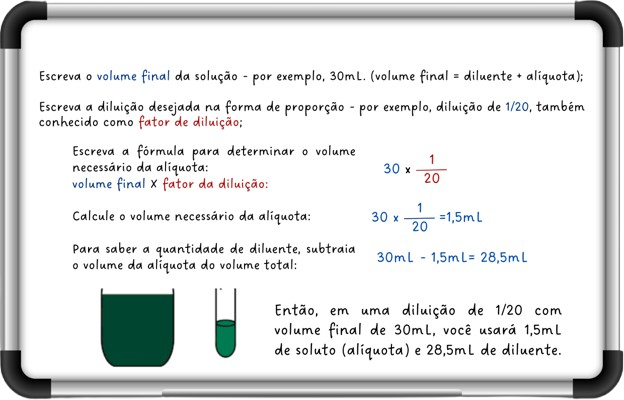 Escreva o volume final da solução - por exemplo, 30mL. (volume final = diluente + alíquota);
Escreva a diluição desejada na forma de proporção - por exemplo, diluição de 1/20, também
conhecido como fator de diluição;
Escreva a fórmula para determinar o volume
necessário da alíquota:
volume final X fator da diluição:
30 x 1/20
Calcule o volume necessário da alíquota:
30 x 1/20 =1,5mL
Para saber a quantidade de diluente, subtraia
o volume da alíquota do volume total:
30mL - 1,5mL= 28,5mL
Então, em uma diluição de 1/20 com
volume final de 30mL, você usará 1,5mL
de soluto (alíquota) e 28,5mL de diluente.